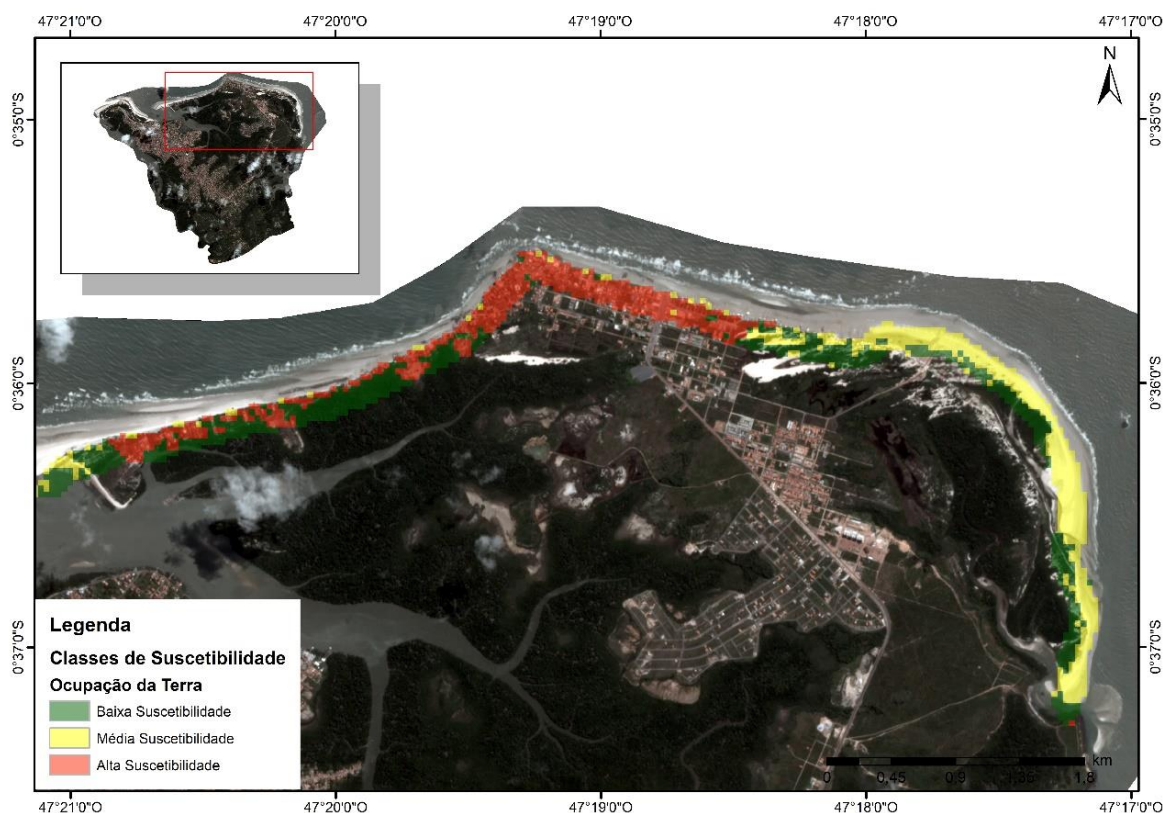 47°21'0"O 47°20'0"O 47°19'0"O 47°18'0"O 47°17'0"O
N
0°35'0"S 0°35'0"S
0°36'0"S 0°36'0"S
0°37'0"S 0°37'0"S
Legenda
Classes de Suscetibilidade
Ocupação da Terra
Baixa Suscetibilidade
Média Suscetibilidade
Alta Suscetibilidade
km
0 0,45 0,9 1,35 1,8
47°21'0"O 47°20'0"O 47°19'0"O 47°18'0"O 47°17'0"O